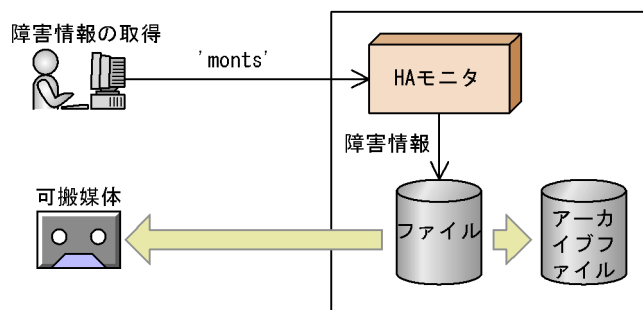 障害情報の取得
'monts'
HAモニタ
障害情報
可搬媒体
ファイル
アーカ
イブフ
ァイル